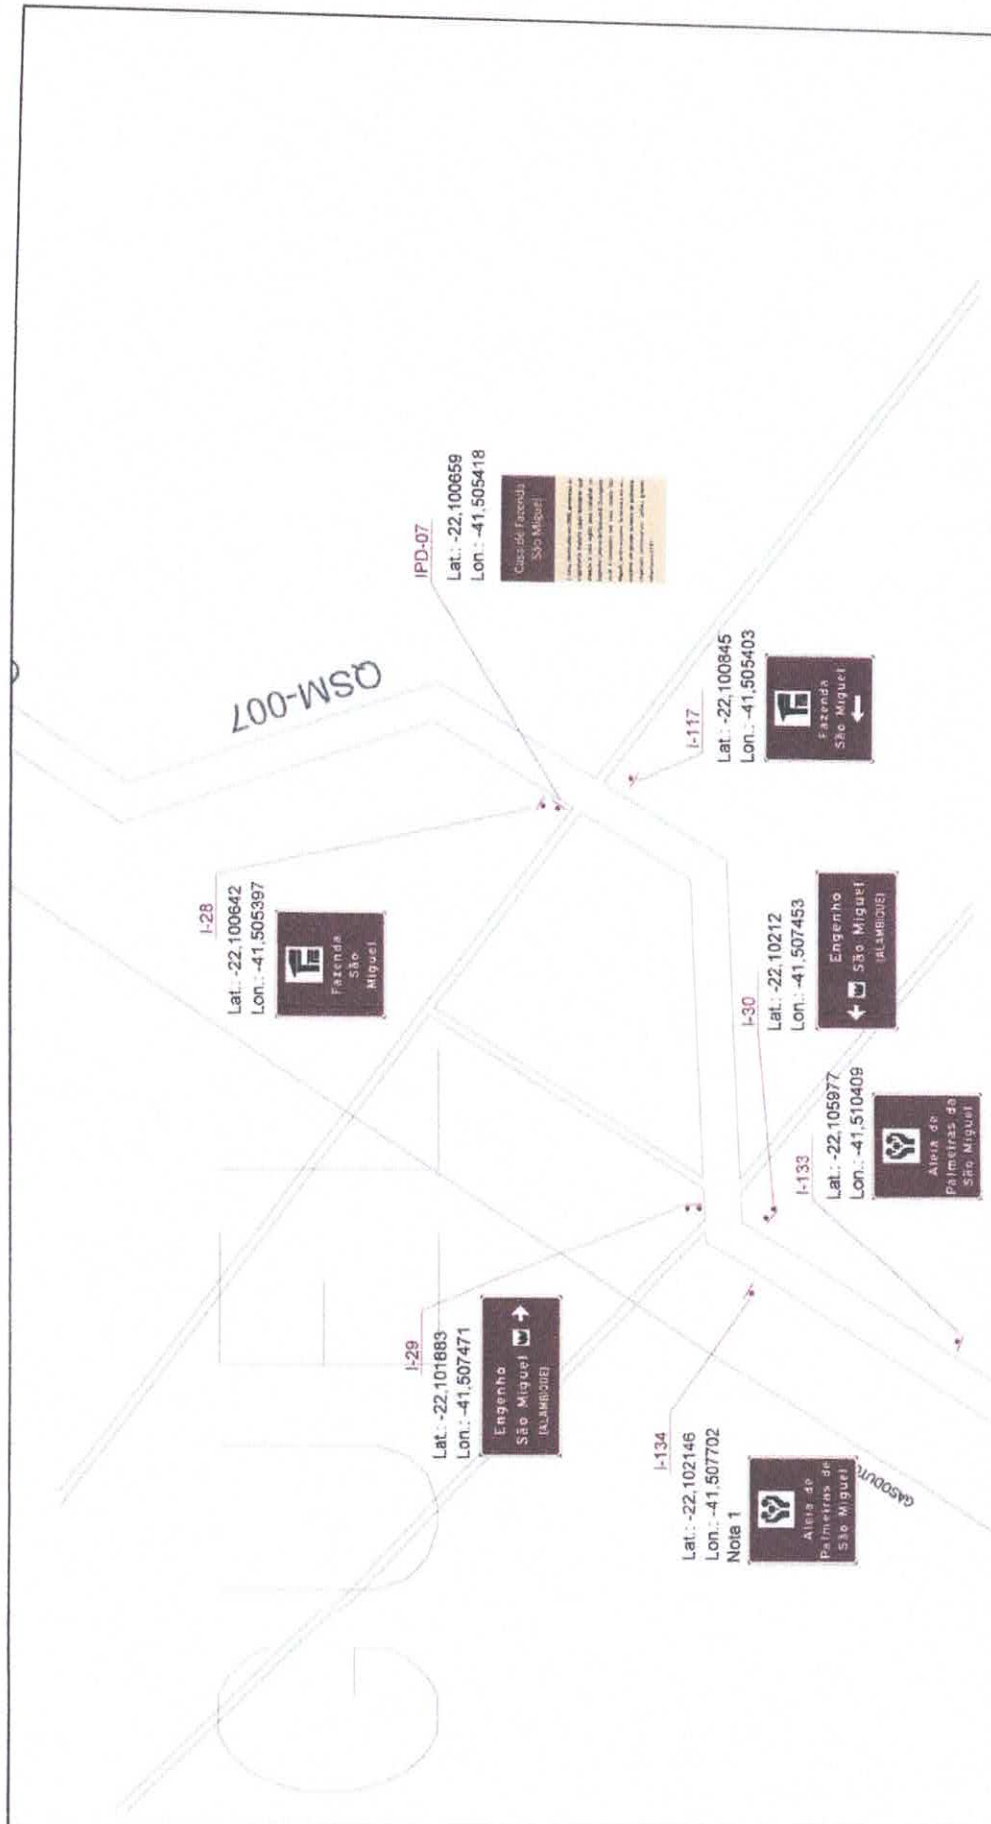 I-28
Lat.: -22,100642
Lon.: -41,505397
Fazenda
São
Miguel
QSM-007
IPD-07
Lat.: -22,100659
Lon.: -41,505418
Casa de Fazenda
São Miguel
I-29
Lat.: -22,101883
Lon.: -41,507471
Engenho
São Miguel →
[ALAMBIQUE]
I-117
Lat.: -22,100845
Lon.: -41,505403
Fazenda
São Miguel
←
I-30
Lat.: -22,10212
Lon.: -41,507453
Engenho
← São Miguel
[ALAMBIQUE]
I-134
Lat.: -22,102146
Lon.: -41,507702
Nota 1
Aleia de
Palmeiras de
São Miguel
GASODUTO
I-133
Lat.: -22,105977
Lon.: -41,510409
Aleia de
Palmeiras da
São Miguel